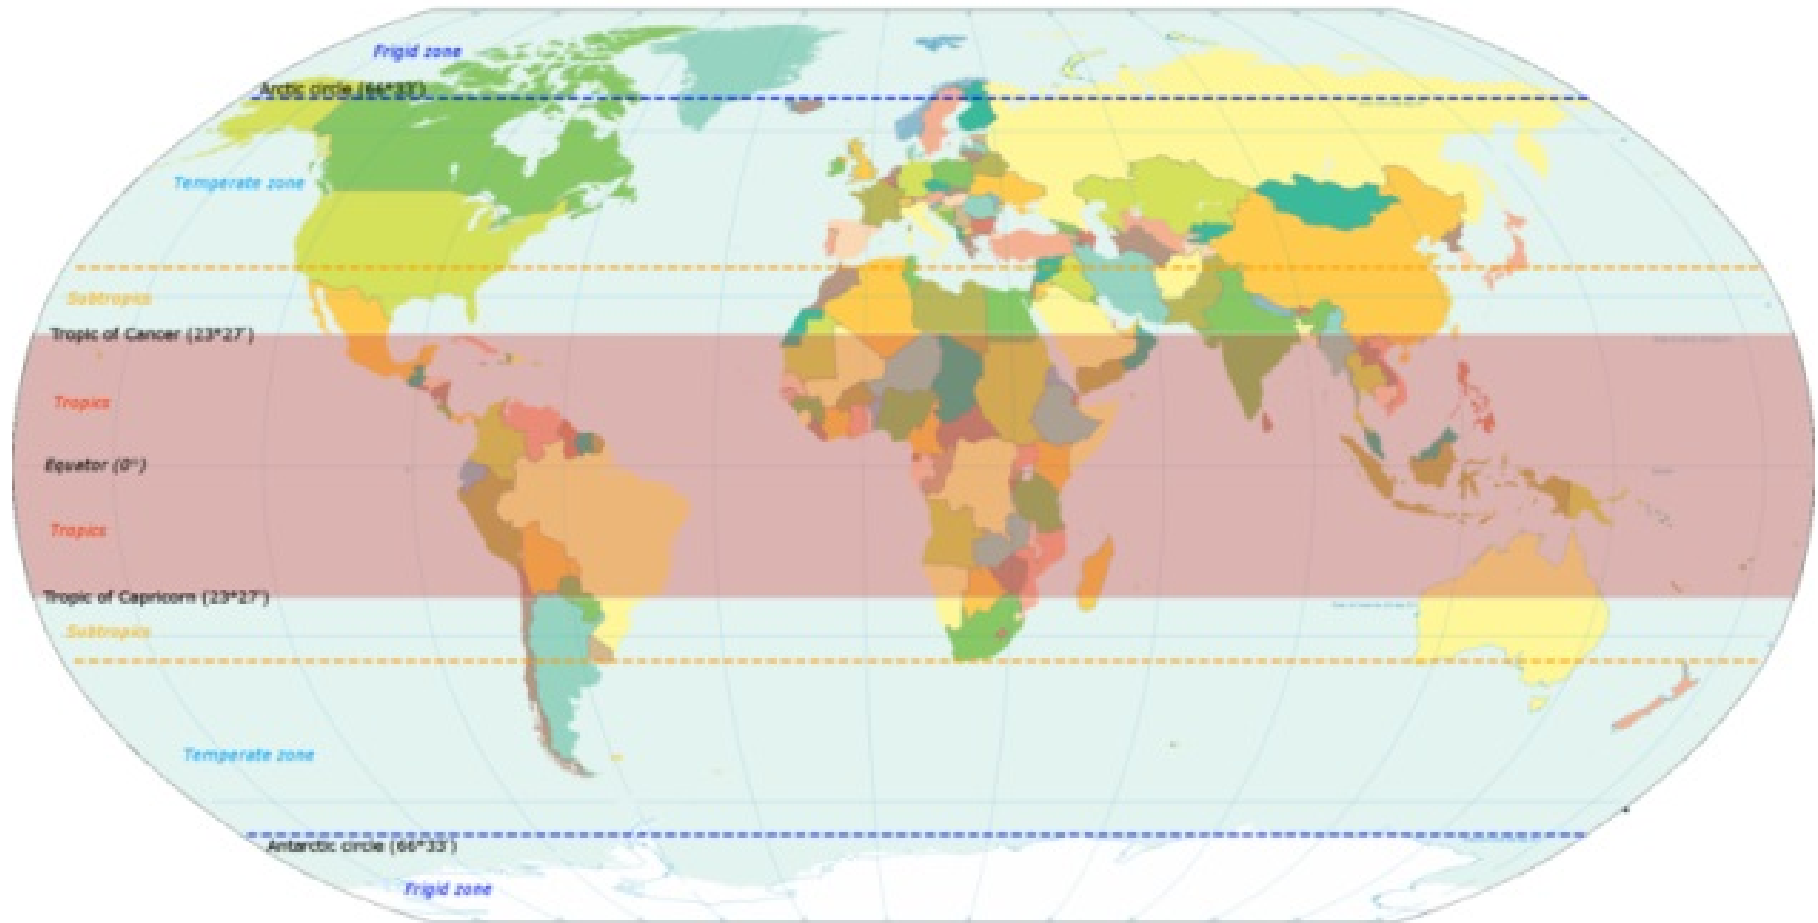 Frigid zone
Arctic circle (66°33')
Temperate zone
Subtropics
Tropic of Cancer (23°27')
Tropics
Equator (0°)
Tropics
Tropic of Capricorn (23°27')
Subtropics
Temperate zone
Antarctic circle (66°33')
Frigid zone